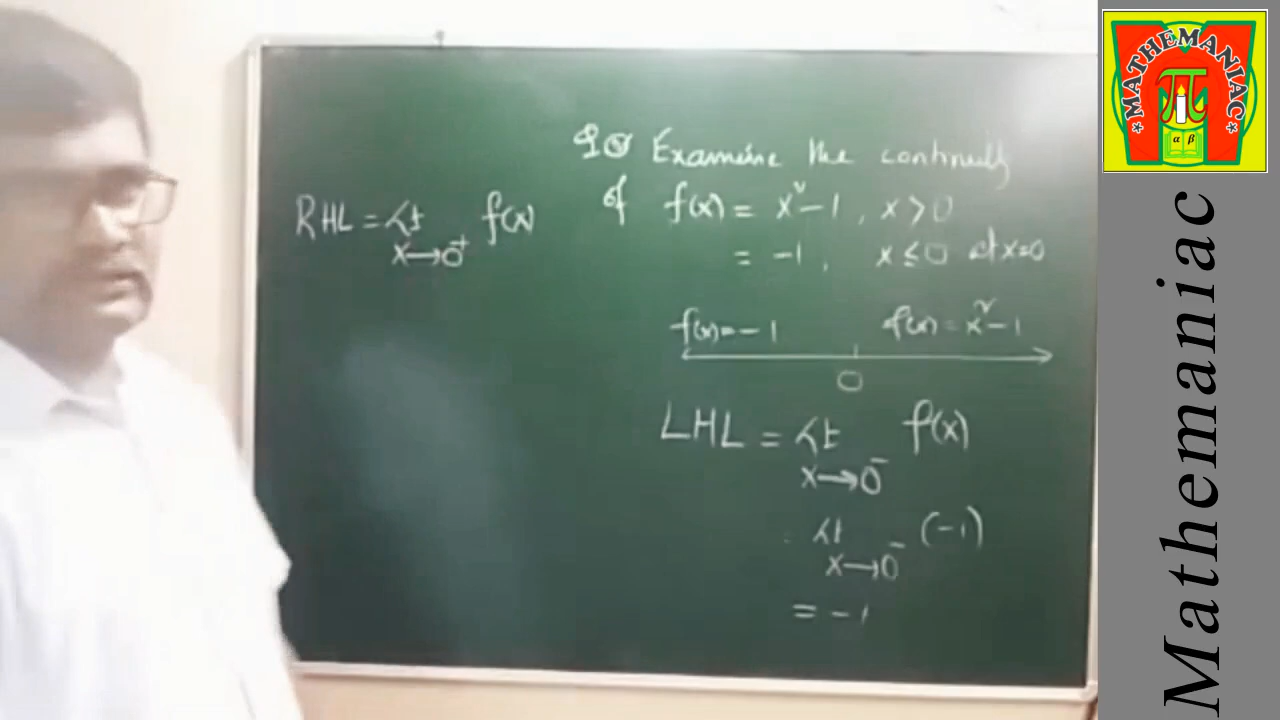 Examine the continuity
of f(x) = x²-1, x>0
= -1, x≤0 at x=0
f(x)=-1 f(x)=x²-1
0
LHL = Lt f(x)
x→0⁻
Lt (-1)
x→0⁻
= -1
RHL = Lt f(x)
x→0⁺
MATHEMANIAC
π
α β
Mathemaniac